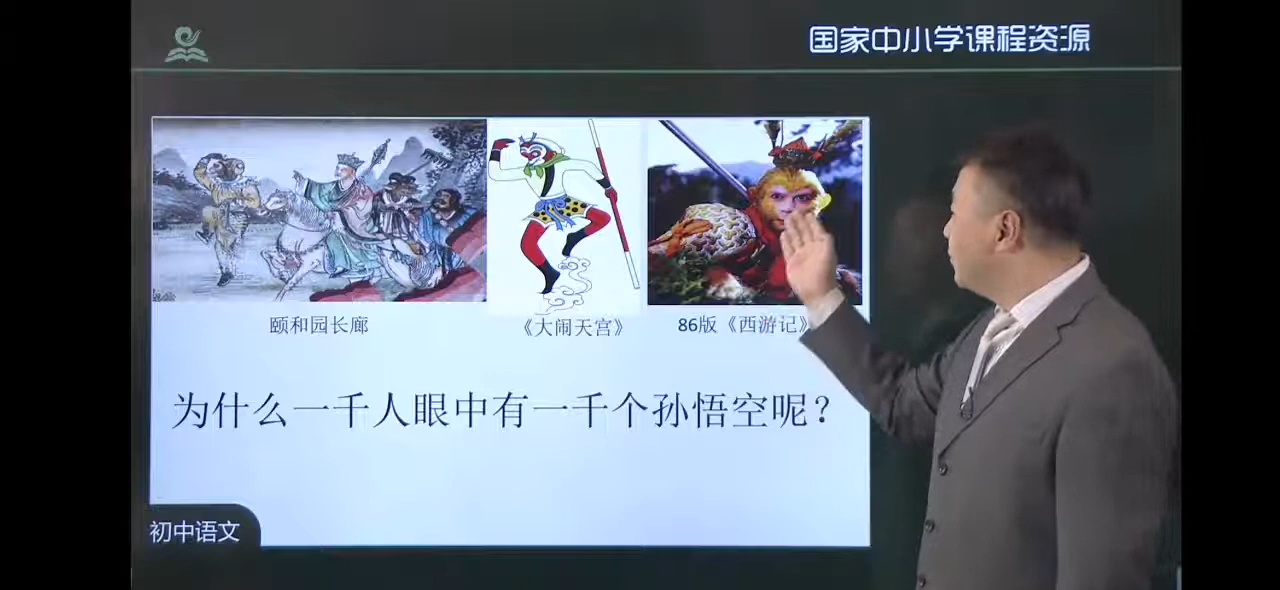 国家中小学课程资源
颐和园长廊
《大闹天宫》
86版《西游记》
为什么一千人眼中有一千个孙悟空呢？
初中语文